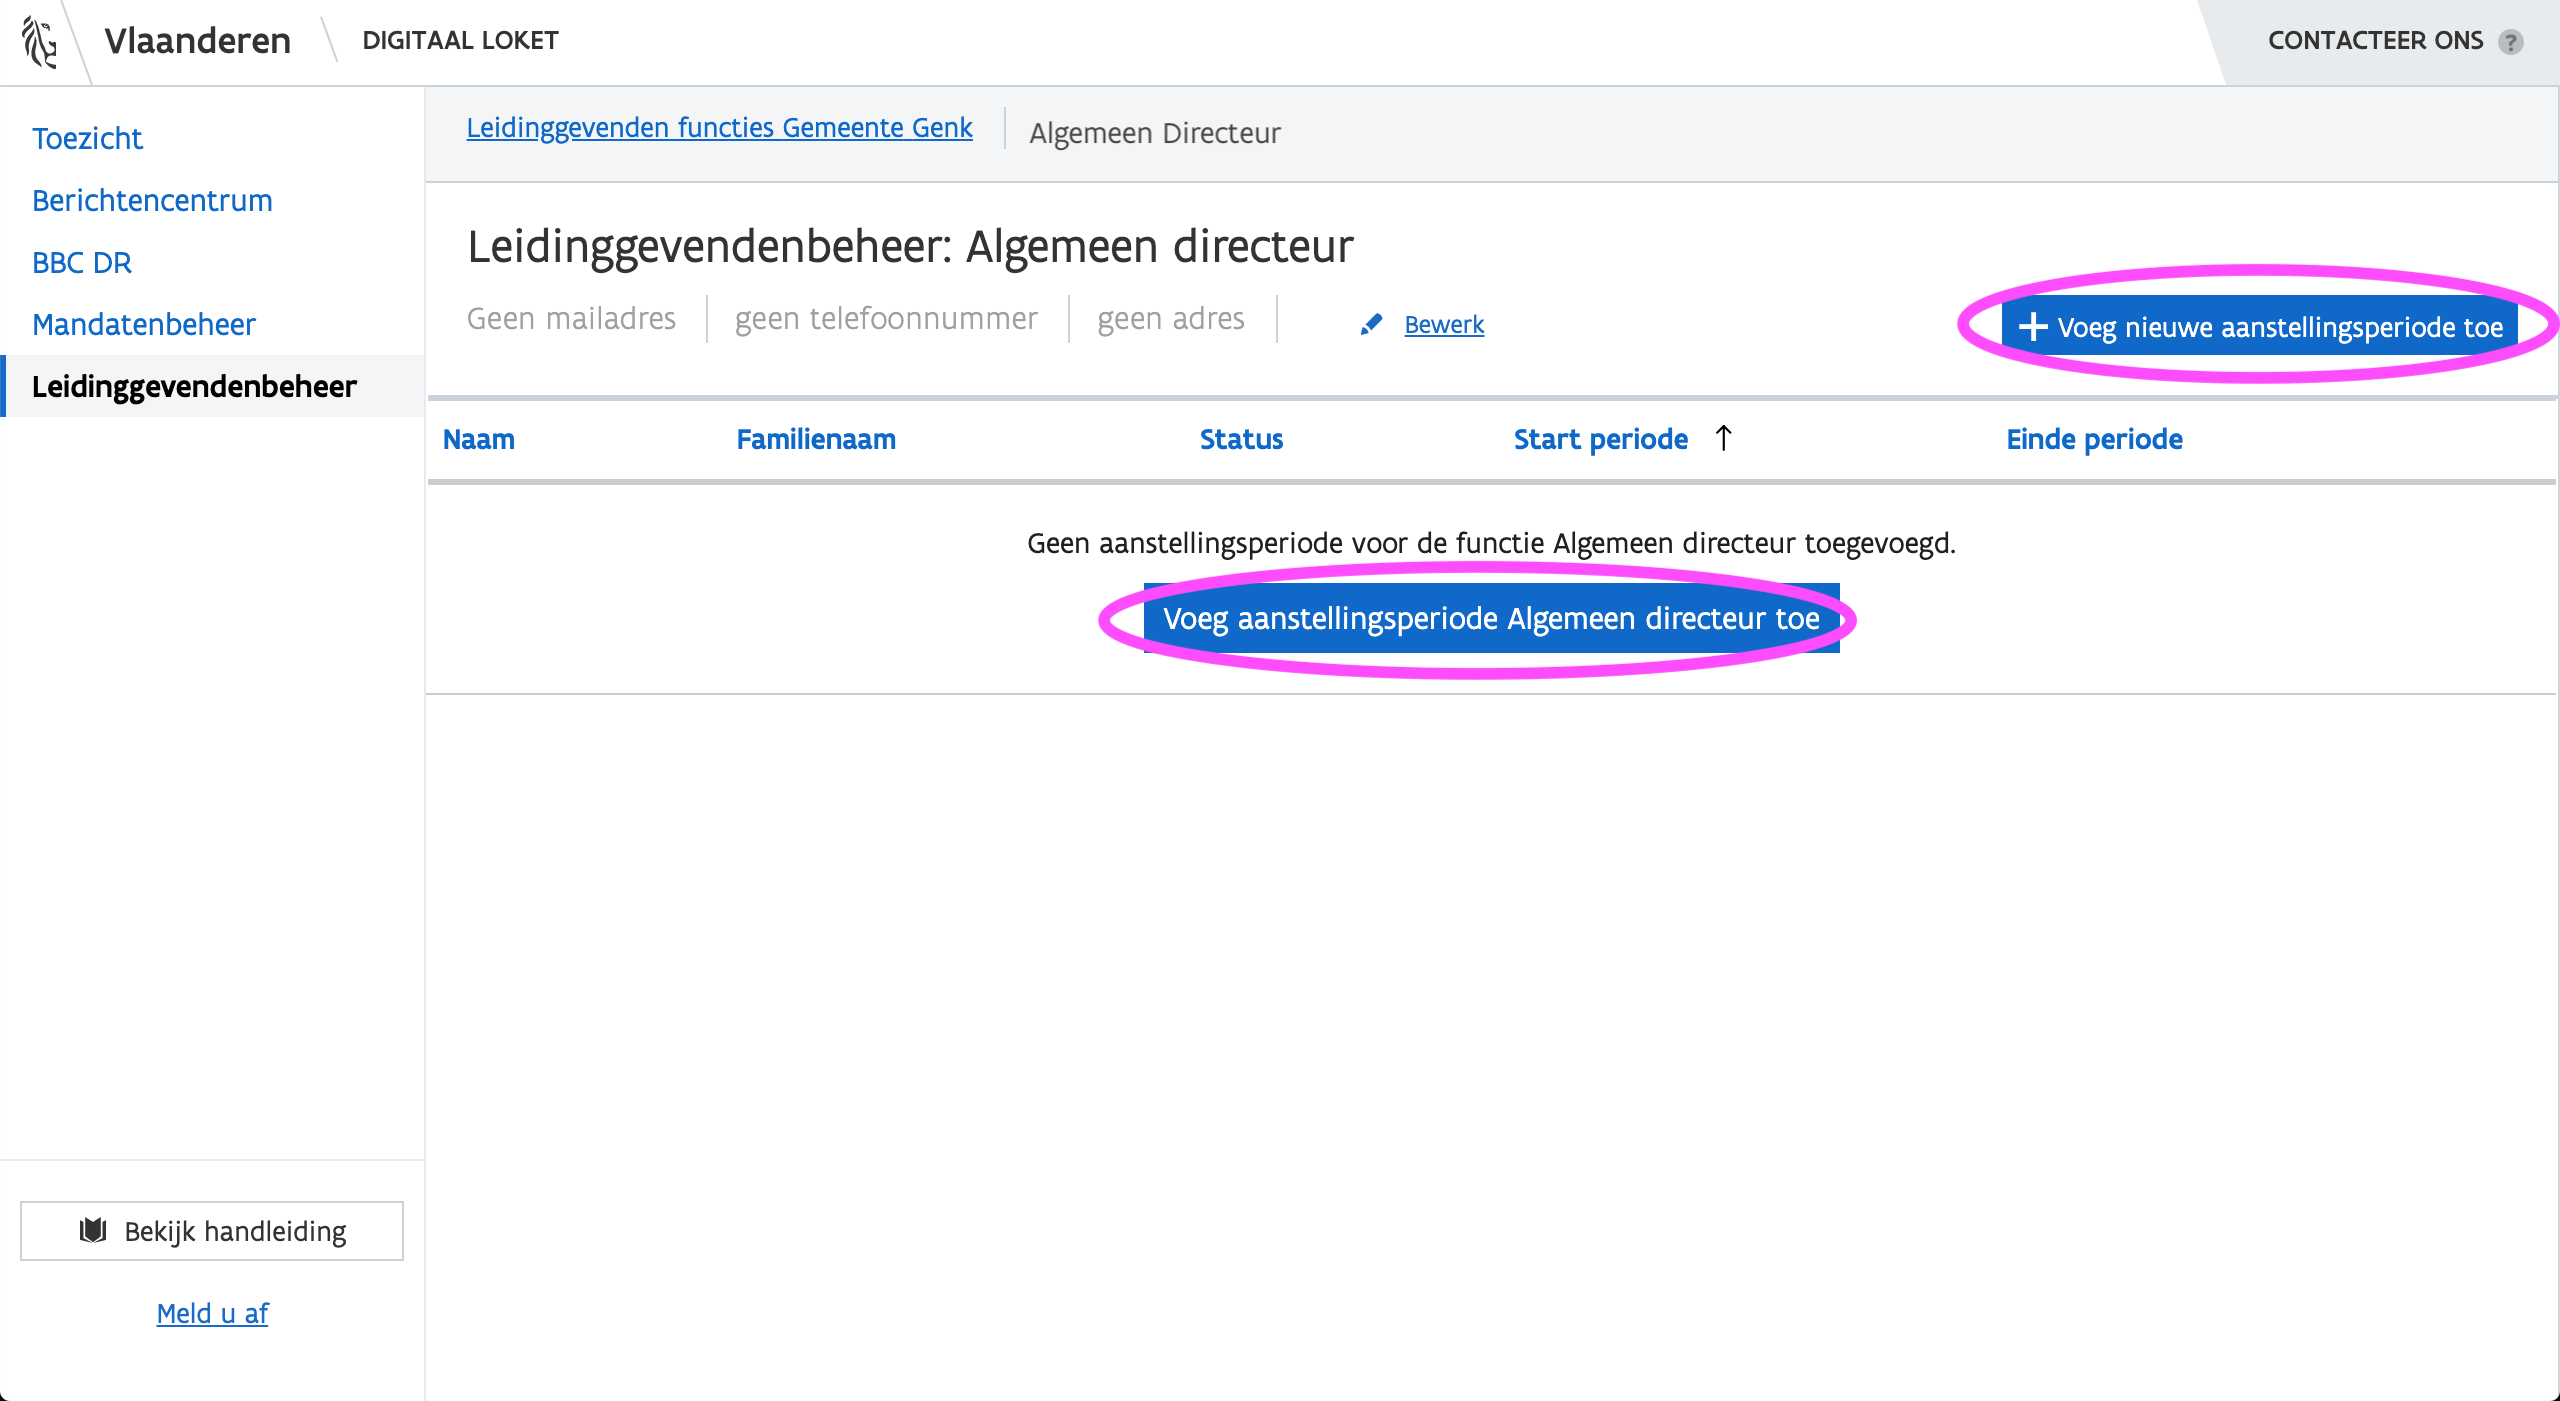 Vlaanderen
DIGITAAL LOKET
CONTACTEER ONS ?
Toezicht
Berichtencentrum
BBC DR
Mandatenbeheer
Leidinggevendenbeheer
Leidinggevenden functies Gemeente Genk
Algemeen Directeur
Leidinggevendenbeheer: Algemeen directeur
Geen mailadres
geen telefoonnummer
geen adres
Bewerk
Voeg nieuwe aanstellingsperiode toe
Naam
Familienaam
Status
Start periode ↑
Einde periode
Geen aanstellingsperiode voor de functie Algemeen directeur toegevoegd.
Voeg aanstellingsperiode Algemeen directeur toe
Bekijk handleiding
Meld u af